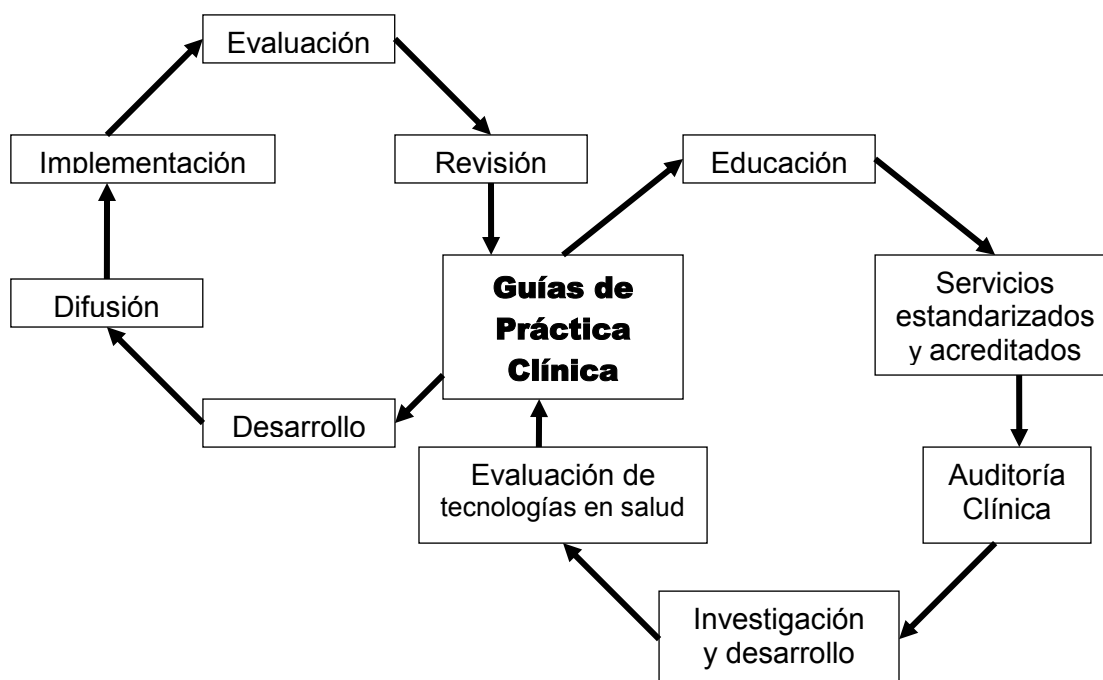 Evaluación
Implementación
Revisión
Educación
Guías de
Práctica
Clínica
Servicios
estandarizados
y acreditados
Difusión
Desarrollo
Evaluación de
tecnologías en salud
Auditoría
Clínica
Investigación
y desarrollo